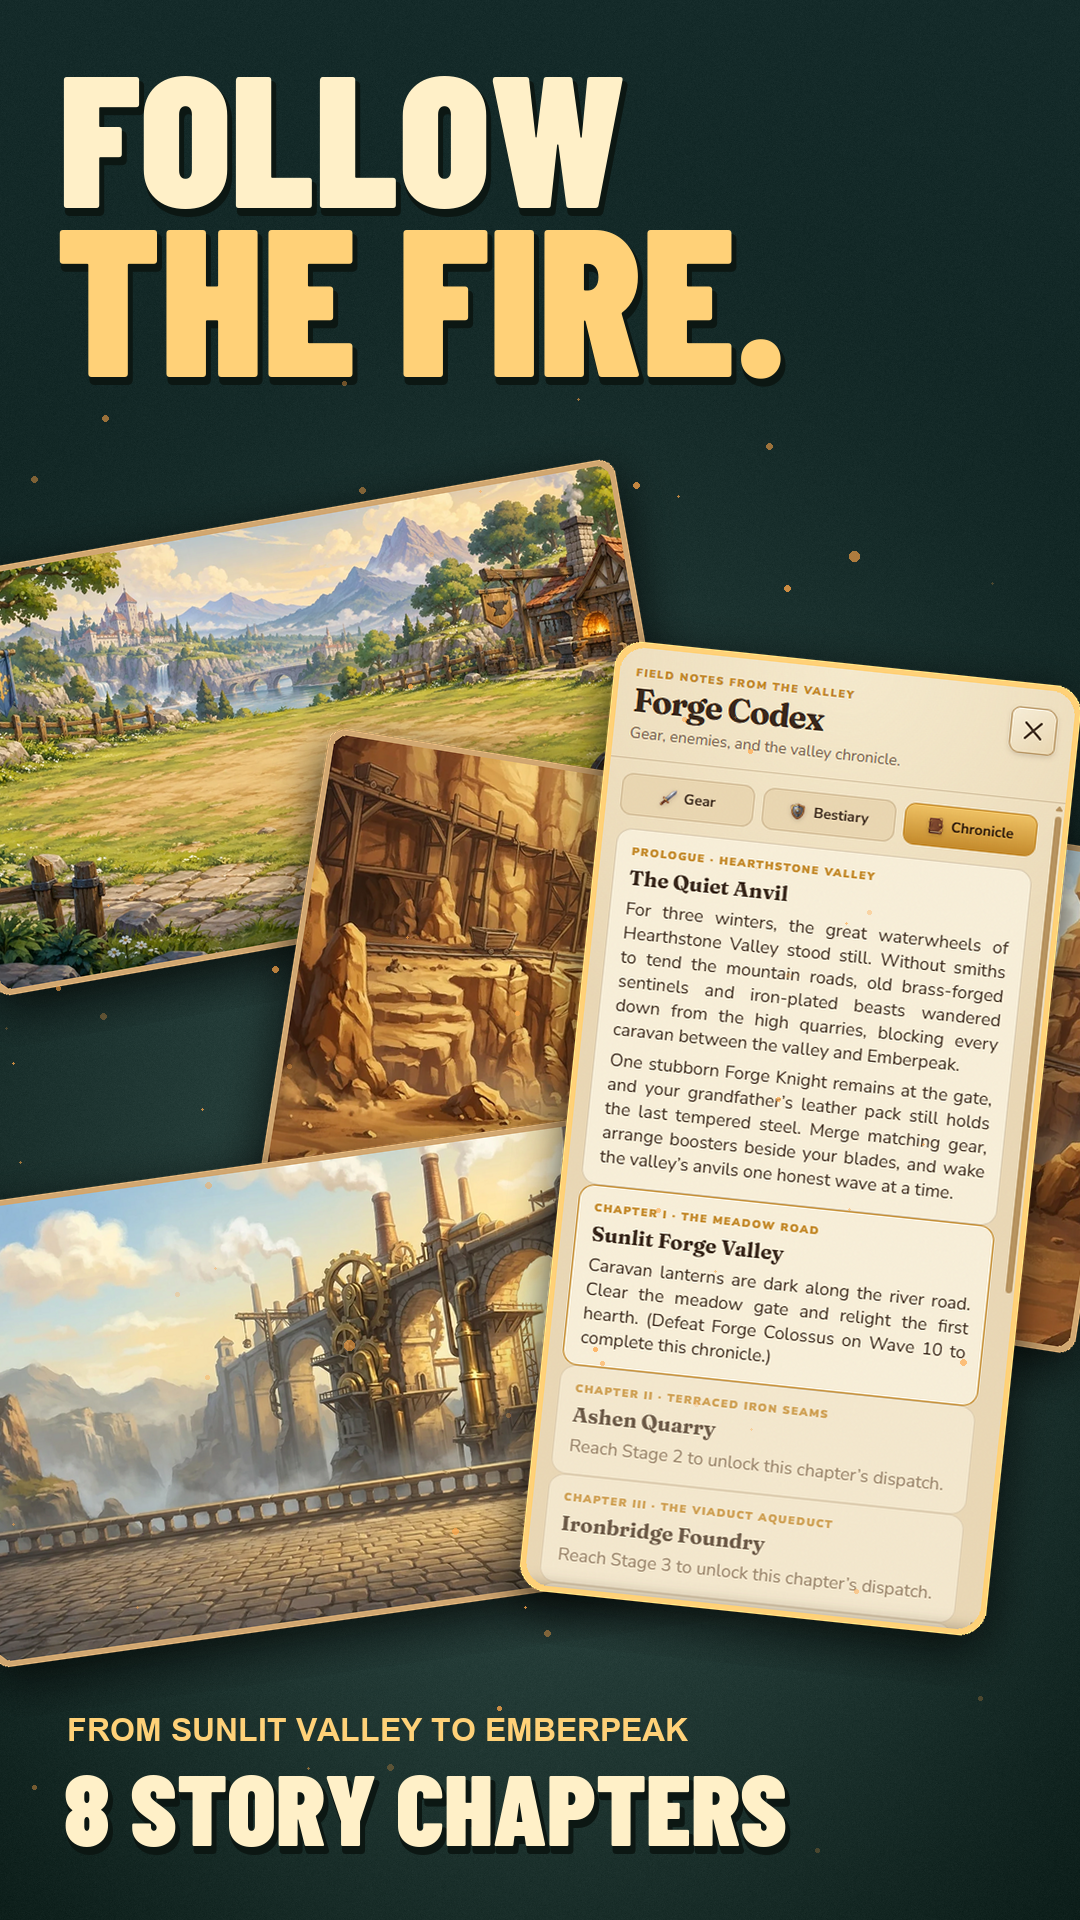 FOLLOW
THE FIRE.
FIELD NOTES FROM THE VALLEY
Forge Codex
Gear, enemies, and the valley chronicle.
Gear
Bestiary
Chronicle
PROLOGUE · HEARTHSTONE VALLEY
The Quiet Anvil
For three winters, the great waterwheels of
Hearthstone Valley stood still. Without smiths
to tend the mountain roads, old brass-forged
sentinels and iron-plated beasts wandered
down from the high quarries, blocking every
caravan between the valley and Emberpeak.
One stubborn Forge Knight remains at the gate,
and your grandfather's leather pack still holds
the last tempered steel. Merge matching gear,
arrange boosters beside your blades, and wake
the valley's anvils one honest wave at a time.
CHAPTER I · THE MEADOW ROAD
Sunlit Forge Valley
Caravan lanterns are dark along the river road.
Clear the meadow gate and relight the first
hearth. (Defeat Forge Colossus on Wave 10 to
complete this chronicle.)
CHAPTER II · TERRACED IRON SEAMS
Ashen Quarry
Reach Stage 2 to unlock this chapter's dispatch.
CHAPTER III · THE VIADUCT AQUEDUCT
Ironbridge Foundry
Reach Stage 3 to unlock this chapter's dispatch.
FROM SUNLIT VALLEY TO EMBERPEAK
8 STORY CHAPTERS